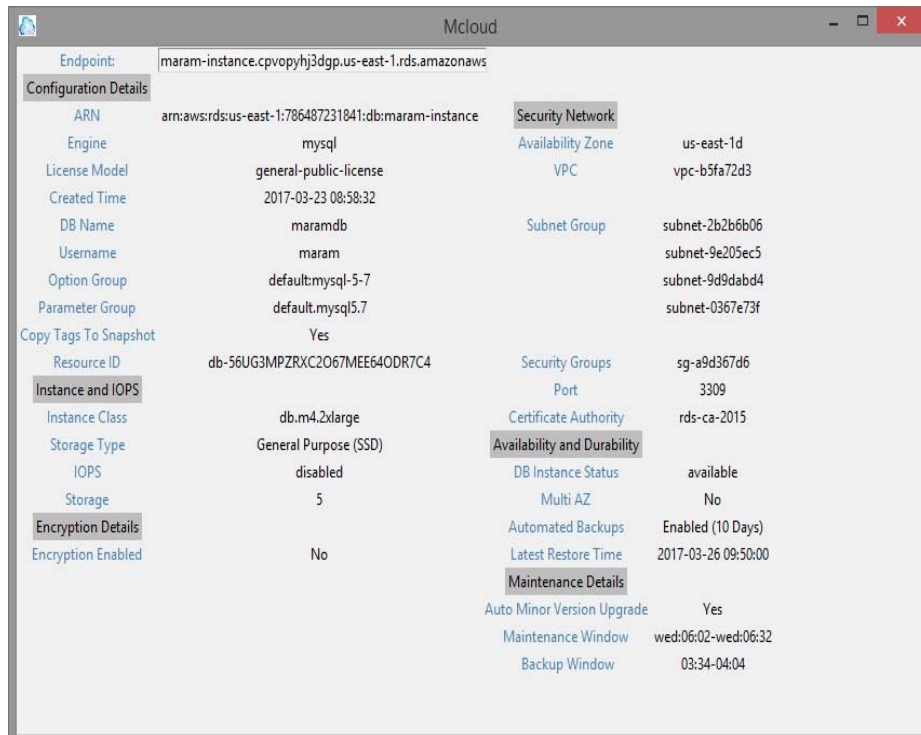 Mcloud
Endpoint: maram-instance.cpvopyhj3dgp.us-east-1.rds.amazonaws
Configuration Details
ARN arn:aws:rds:us-east-1:786487231841:db:maram-instance
Engine mysql
License Model general-public-license
Created Time 2017-03-23 08:58:32
DB Name maramdb
Username maram
Option Group default:mysql-5-7
Parameter Group default.mysql5.7
Copy Tags To Snapshot Yes
Resource ID db-56UG3MPZRXC2O67MEE64ODR7C4
Instance and IOPS
Instance Class db.m4.2xlarge
Storage Type General Purpose (SSD)
IOPS disabled
Storage 5
Encryption Details
Encryption Enabled No
Security Network
Availability Zone us-east-1d
VPC vpc-b5fa72d3
Subnet Group subnet-2b2b6b06
subnet-9e205ec5
subnet-9d9dabd4
subnet-0367e73f
Security Groups sg-a9d367d6
Port 3309
Certificate Authority rds-ca-2015
Availability and Durability
DB Instance Status available
Multi AZ No
Automated Backups Enabled (10 Days)
Latest Restore Time 2017-03-26 09:50:00
Maintenance Details
Auto Minor Version Upgrade Yes
Maintenance Window wed:06:02-wed:06:32
Backup Window 03:34-04:04